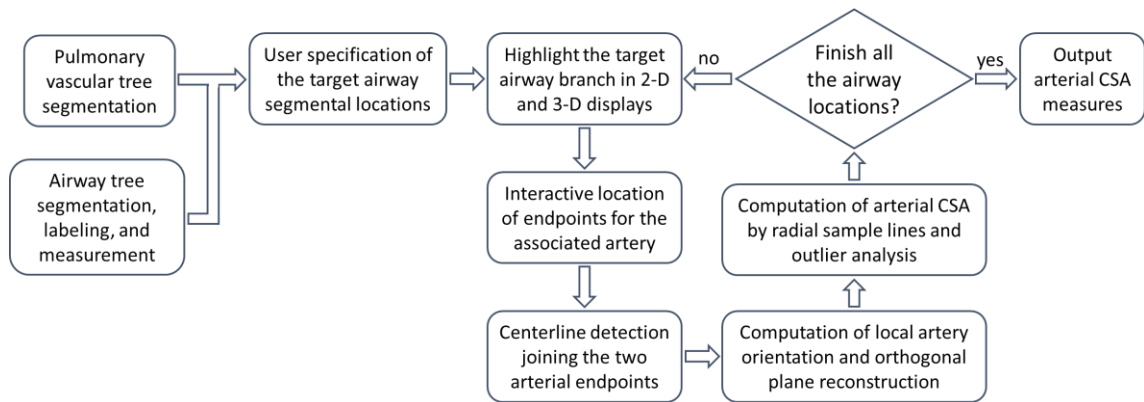 Pulmonary
vascular tree
segmentation
Airway tree
segmentation,
labeling, and
measurement
User specification of
the target airway
segmental locations
Highlight the target
airway branch in 2-D
and 3-D displays
Interactive location
of endpoints for the
associated artery
Centerline detection
joining the two
arterial endpoints
Computation of local artery
orientation and orthogonal
plane reconstruction
Computation of arterial CSA
by radial sample lines and
outlier analysis
Finish all
the airway
locations?
no
yes
Output
arterial CSA
measures